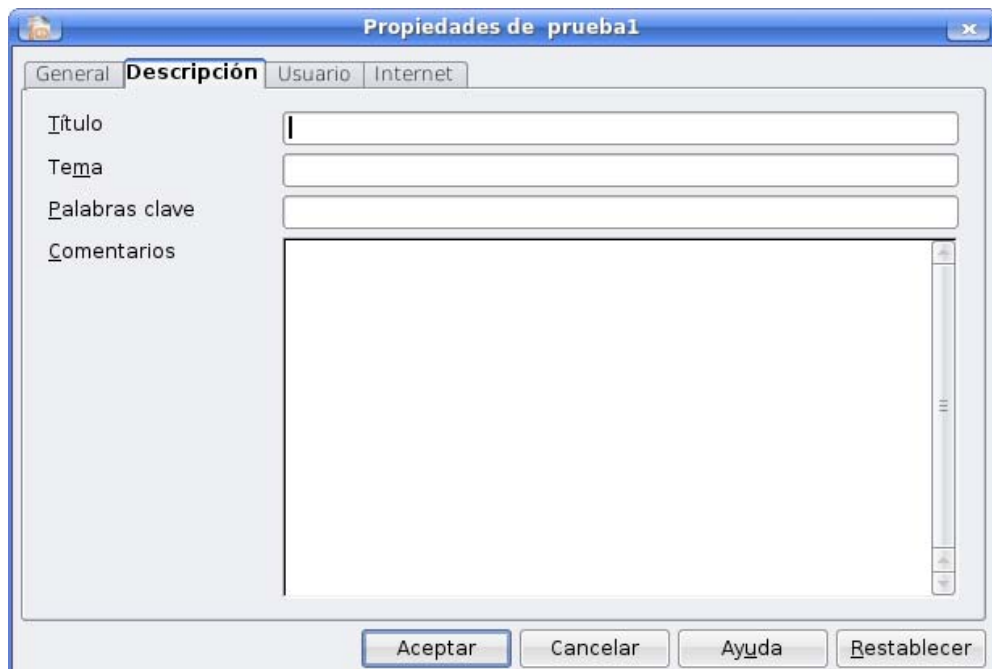 Propiedades de prueba1
General Descripción Usuario Internet
Título
Tema
Palabras clave
Comentarios
Aceptar Cancelar Ayuda Restablecer